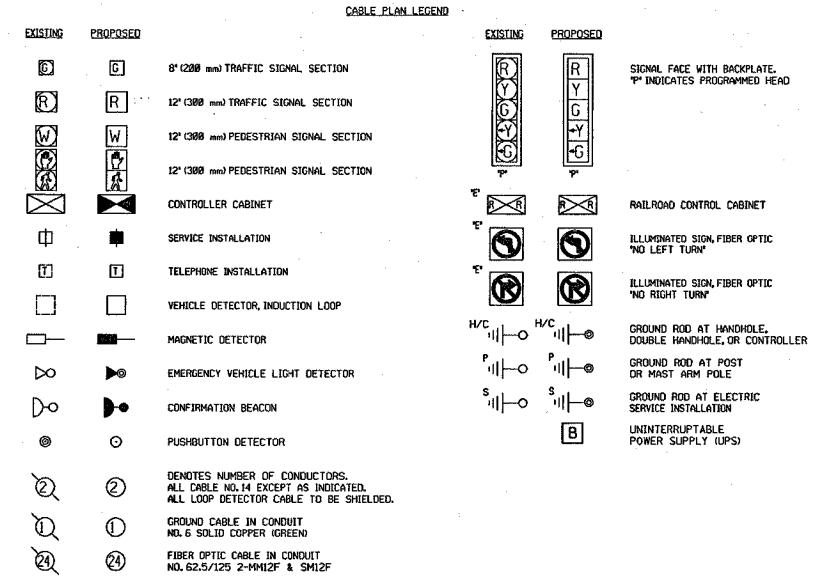 CABLE PLAN LEGEND
EXISTING PROPOSED
G G 8" (200 mm) TRAFFIC SIGNAL SECTION
R R 12" (300 mm) TRAFFIC SIGNAL SECTION
W W 12" (300 mm) PEDESTRIAN SIGNAL SECTION
12" (300 mm) PEDESTRIAN SIGNAL SECTION
CONTROLLER CABINET
SERVICE INSTALLATION
T T TELEPHONE INSTALLATION
VEHICLE DETECTOR, INDUCTION LOOP
MAGNETIC DETECTOR
EMERGENCY VEHICLE LIGHT DETECTOR
CONFIRMATION BEACON
PUSHBUTTON DETECTOR
2 2 DENOTES NUMBER OF CONDUCTORS.
ALL CABLE NO. 14 EXCEPT AS INDICATED.
ALL LOOP DETECTOR CABLE TO BE SHIELDED.
1 1 GROUND CABLE IN CONDUIT
NO. 6 SOLID COPPER (GREEN)
24 24 FIBER OPTIC CABLE IN CONDUIT
NO. 62.5/125 2-MM12F & SM12F
EXISTING PROPOSED
R R SIGNAL FACE WITH BACKPLATE.
"P" INDICATES PROGRAMMED HEAD
Y Y
G G
Y Y
G G
"P" "P"
"E" R R R R RAILROAD CONTROL CABINET
"E" ILLUMINATED SIGN, FIBER OPTIC
"NO LEFT TURN"
"E" ILLUMINATED SIGN, FIBER OPTIC
"NO RIGHT TURN"
H/C H/C GROUND ROD AT HANDHOLE,
DOUBLE HANDHOLE, OR CONTROLLER
P P GROUND ROD AT POST
OR MAST ARM POLE
S S GROUND ROD AT ELECTRIC
SERVICE INSTALLATION
B UNINTERRUPTABLE
POWER SUPPLY (UPS)